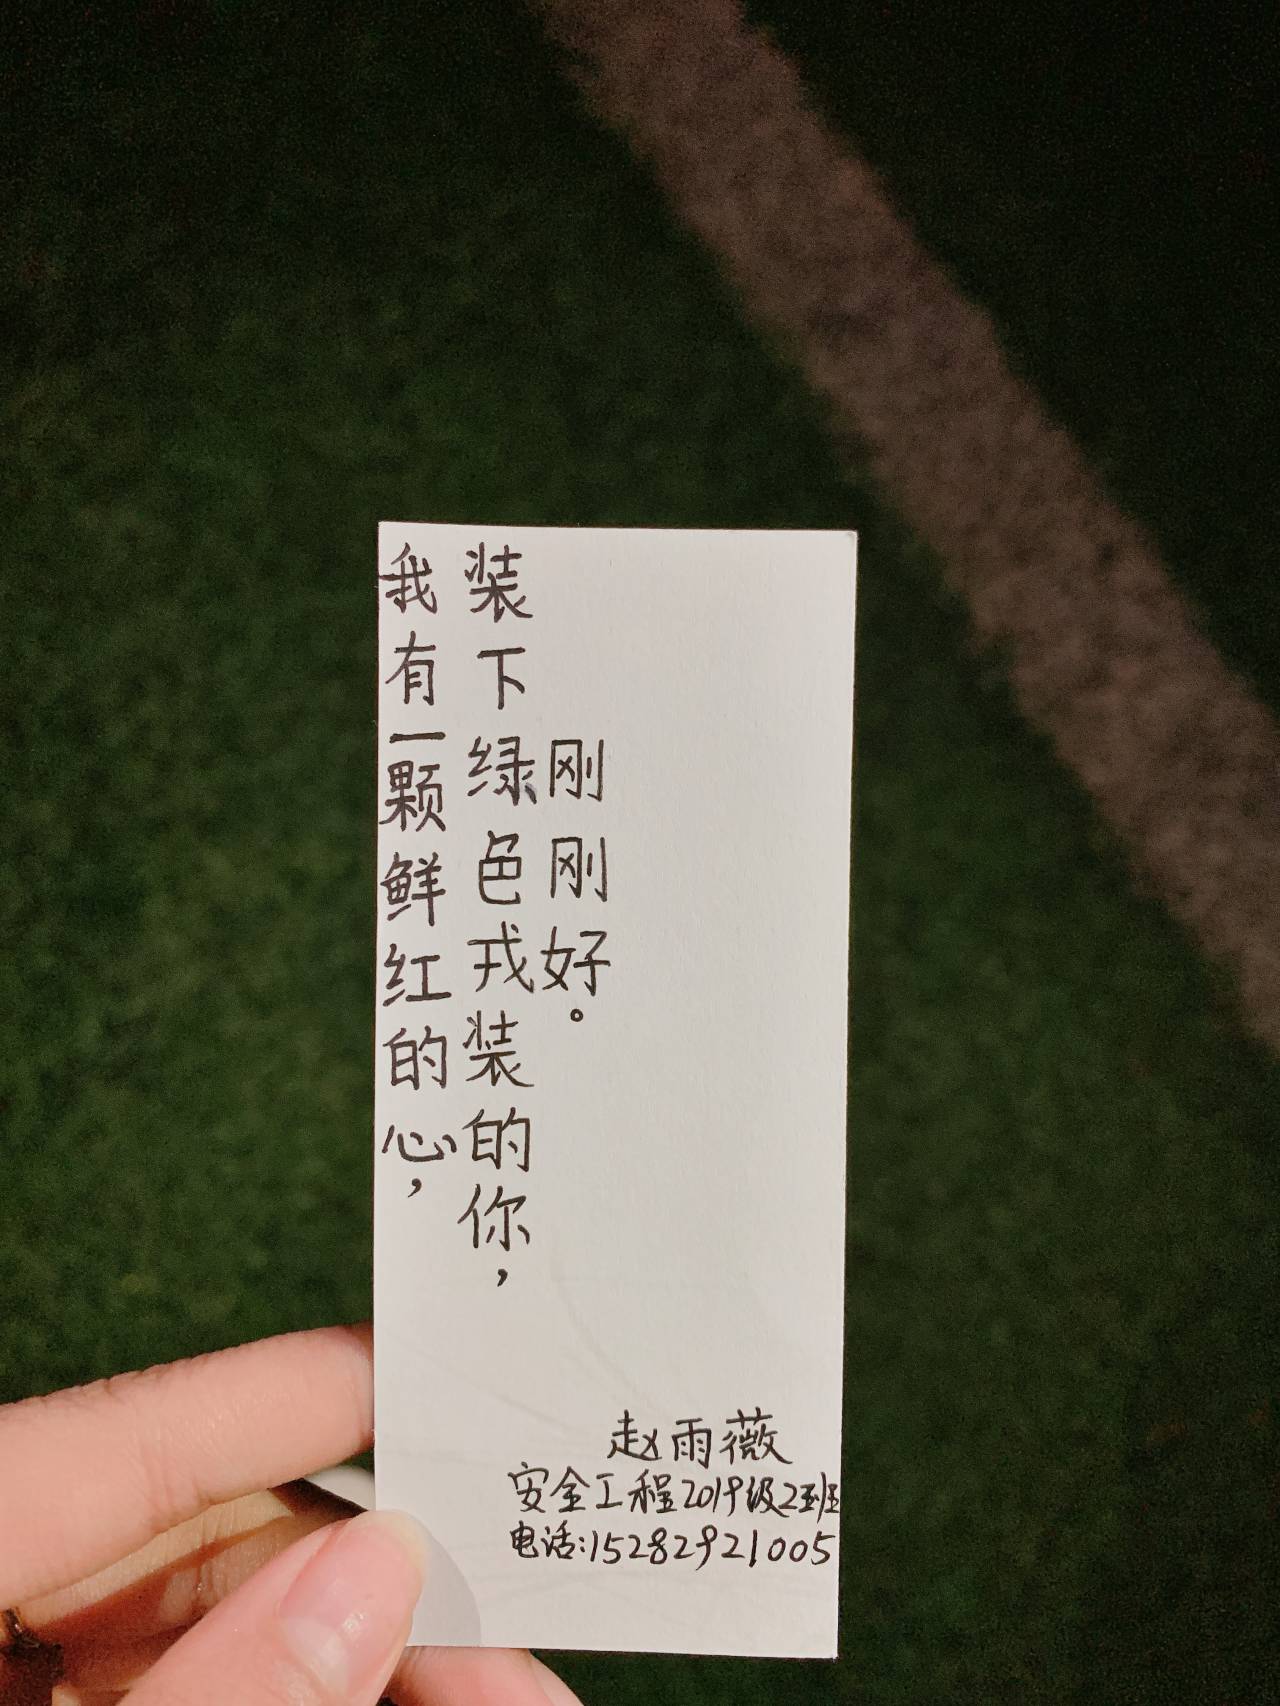 我有一颗鲜红的心，
装下绿色戎装的你，
刚刚好。
赵雨薇
安全工程2019级2班
电话:15282921005